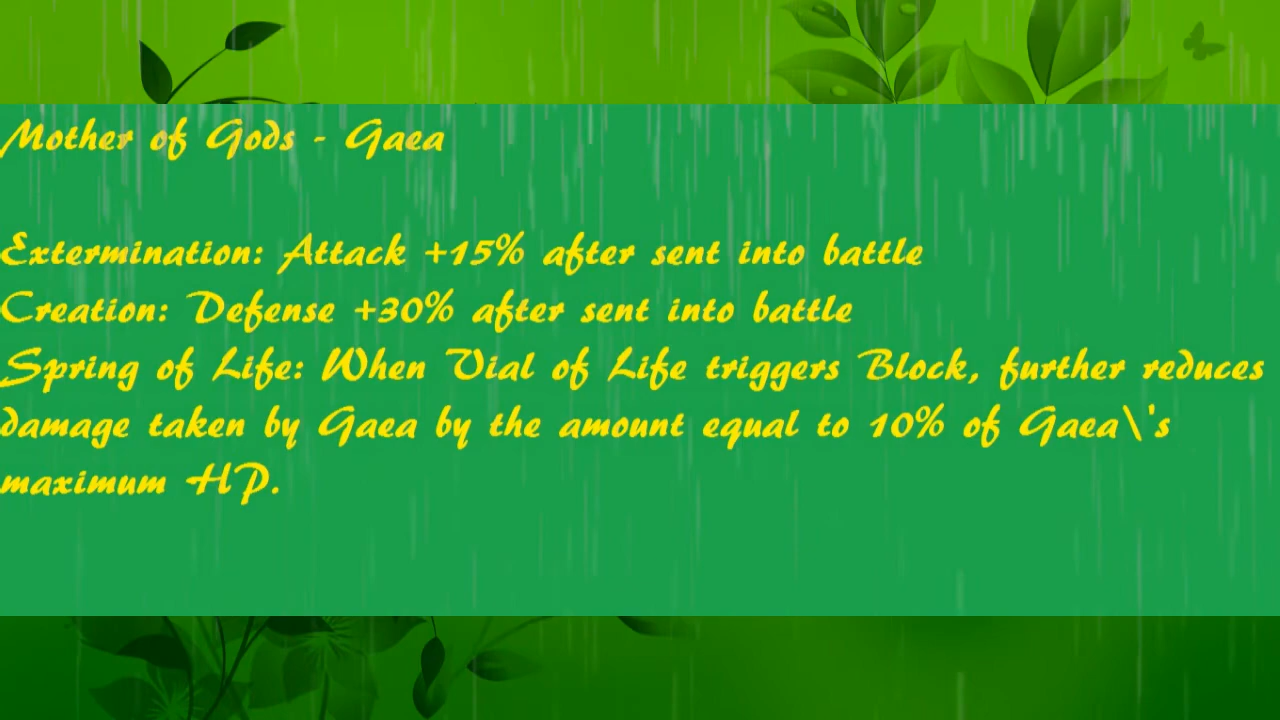 Mother of Gods - Gaea
Extermination: Attack +15% after sent into battle
Creation: Defense +30% after sent into battle
Spring of Life: When Vial of Life triggers Block, further reduces
damage taken by Gaea by the amount equal to 10% of Gaea\'s
maximum HP.